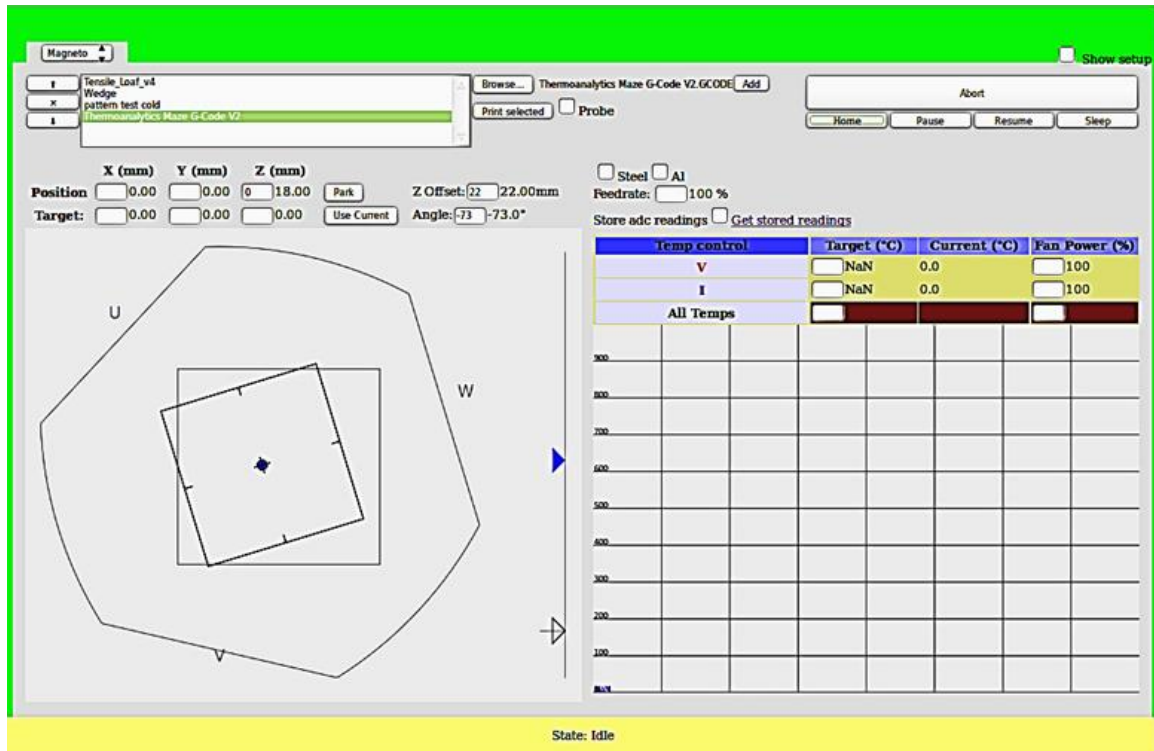 Magneto
Show setup
Tensile_Loaf_v4
Wedge
pattern test cold
Thermoanalytics Maze G-Code V2
Browse... Thermoanalytics Maze G-Code V2.GCODE Add
Print selected Probe
Abort
Home Pause Resume Sleep
X (mm) Y (mm) Z (mm)
Position 0.00 0.00 0 18.00 Park Z Offset: 22 22.00mm
Target: 0.00 0.00 0.00 Use Current Angle: -73 -73.0°
Steel Al
Feedrate: 100 %
Store adc readings Get stored readings
Temp control Target (°C) Current (°C) Fan Power (%)
V NaN 0.0 100
I NaN 0.0 100
All Temps
U
W
V
900
800
700
600
500
400
300
200
100
State: Idle